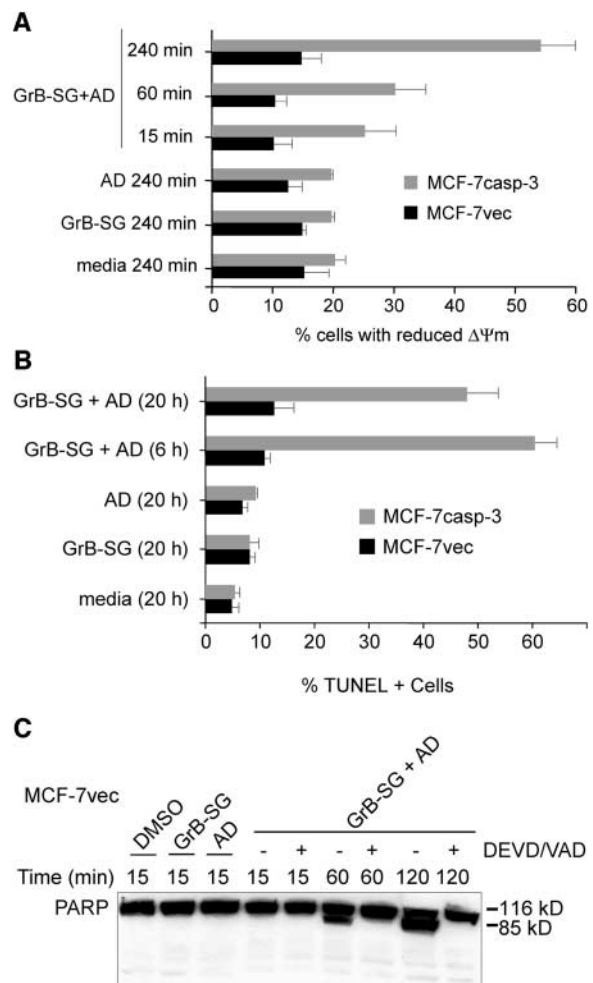 A
240 min
GrB-SG+AD
60 min
15 min
AD 240 min
GrB-SG 240 min
media 240 min
MCF-7casp-3
MCF-7vec
0 10 20 30 40 50 60
% cells with reduced ΔΨm
B
GrB-SG + AD (20 h)
GrB-SG + AD (6 h)
AD (20 h)
GrB-SG (20 h)
media (20 h)
MCF-7casp-3
MCF-7vec
0 10 20 30 40 50 60
% TUNEL + Cells
C
MCF-7vec
DMSO GrB-SG AD GrB-SG + AD
- + - + - + DEVD/VAD
Time (min) 15 15 15 15 15 60 60 120 120
PARP
–116 kD
–85 kD